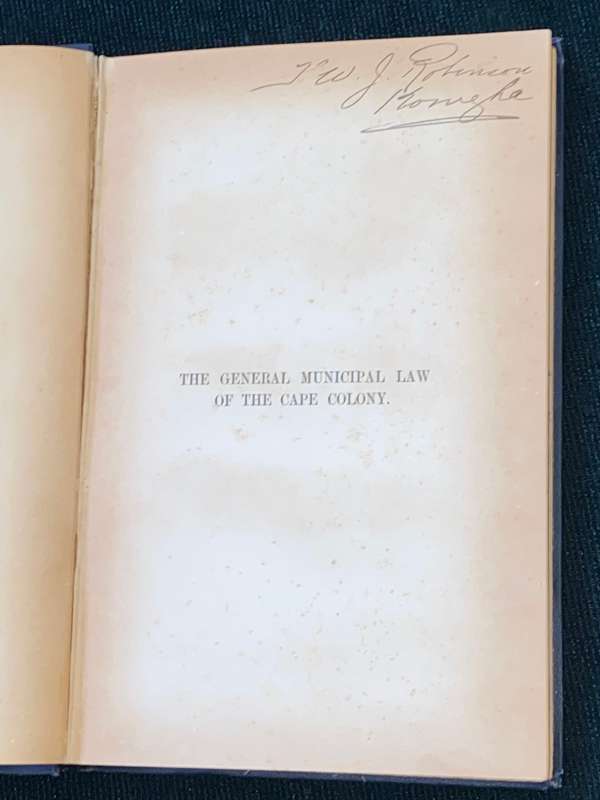 W. J. Robinson
Komgha
THE GENERAL MUNICIPAL LAW
OF THE CAPE COLONY.